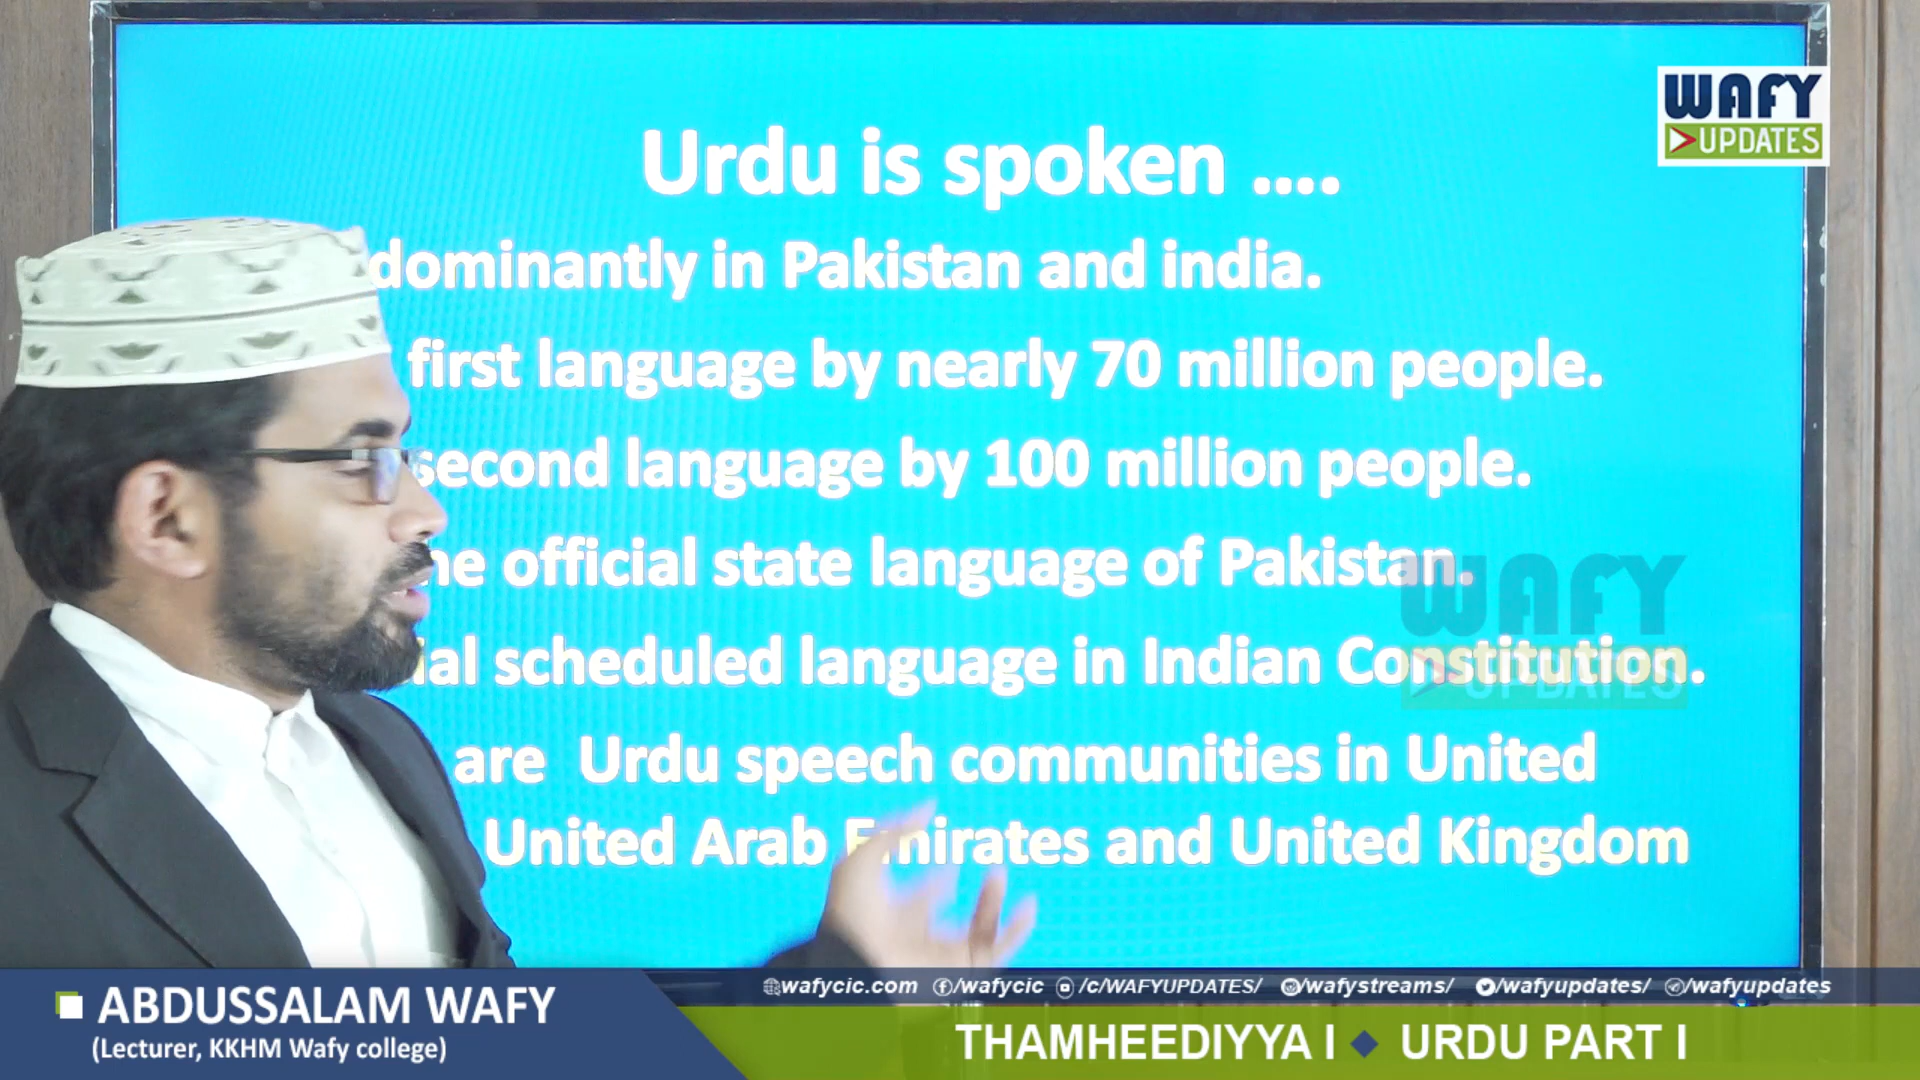 WAFY
UPDATES
Urdu is spoken ....
dominantly in Pakistan and india.
first language by nearly 70 million people.
second language by 100 million people.
official state language of Pakistan.
scheduled language in Indian Constitution.
are Urdu speech communities in United
United Arab Emirates and United Kingdom
WAFY
UPDATES
wafycic.com /wafycic /c/WAFYUPDATES/ /wafystreams/ /wafyupdates/ /wafyupdates
ABDUSSALAM WAFY
(Lecturer, KKHM Wafy college)
THAMHEEDIYYA I ◆ URDU PART I